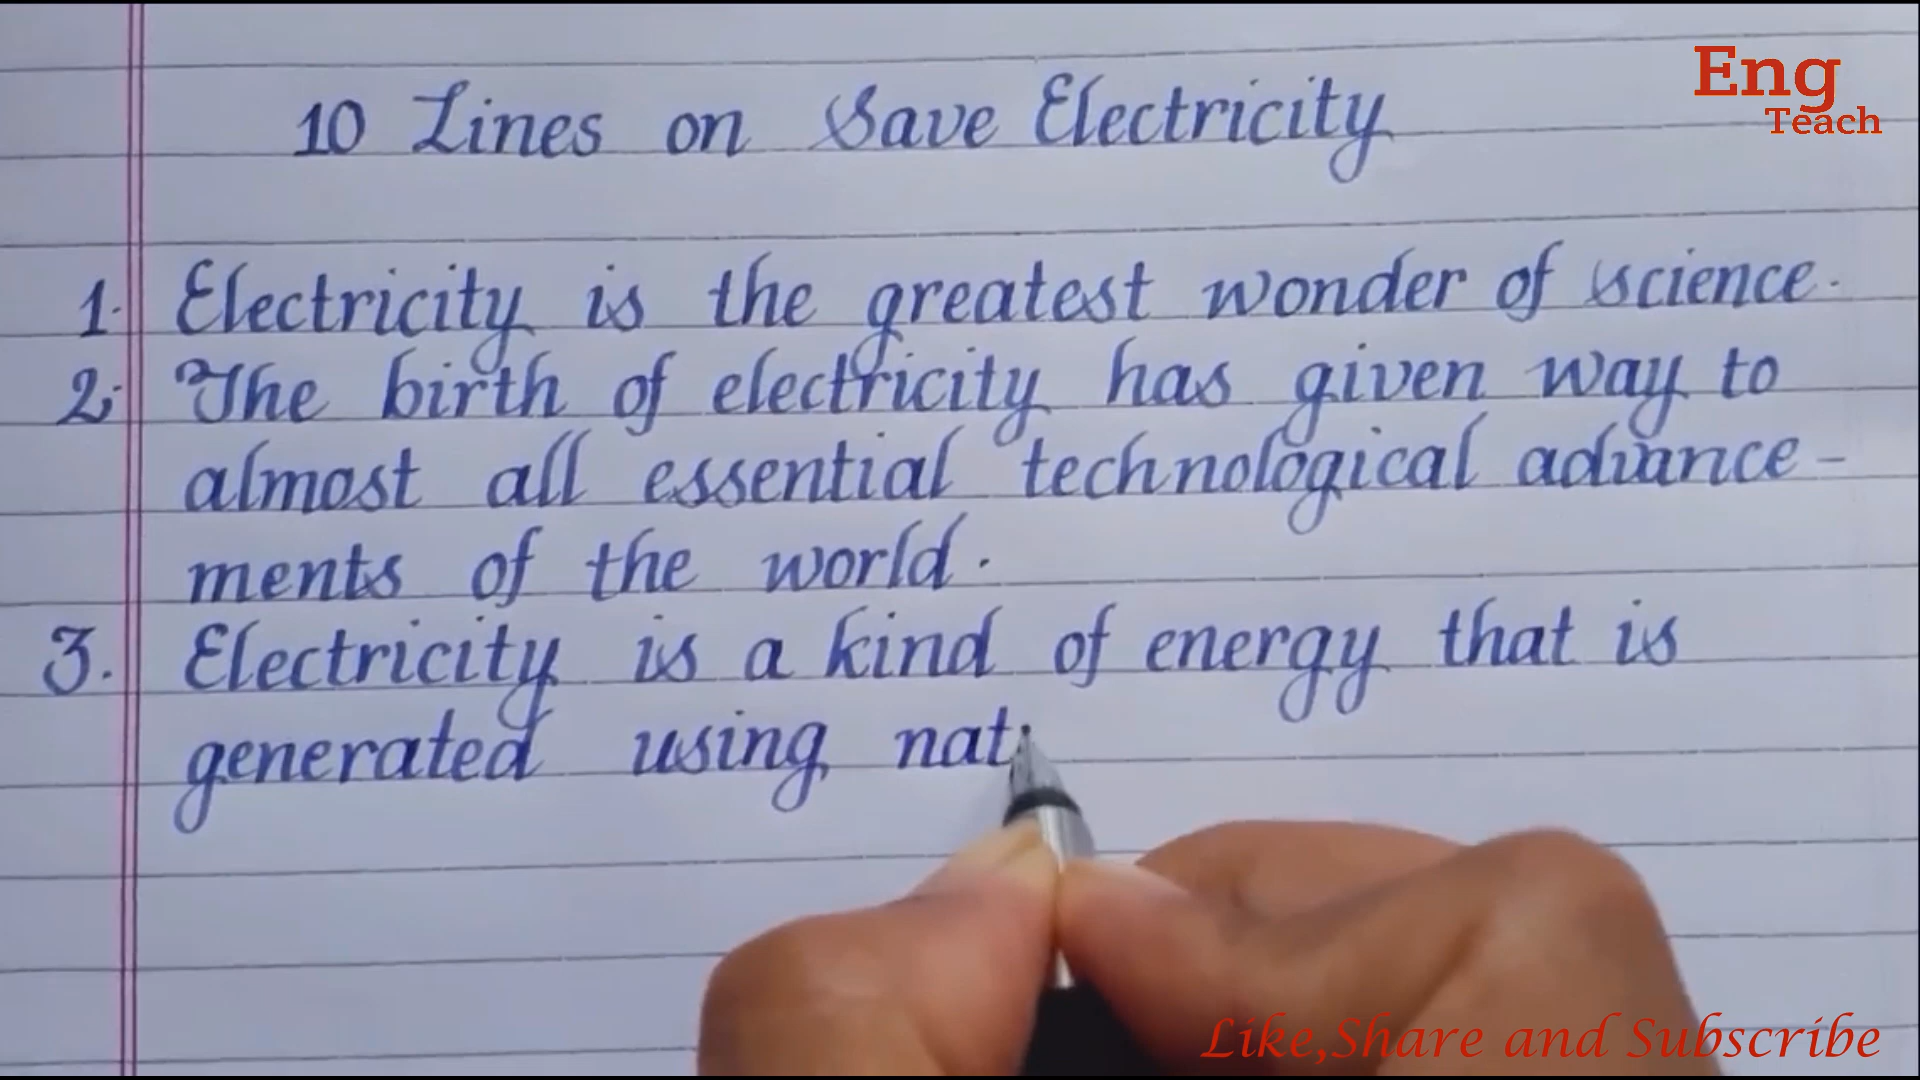 Eng
Teach
10 Lines on Save Electricity
1. Electricity is the greatest wonder of science.
2. The birth of electricity has given way to
almost all essential technological advance-
ments of the world.
3. Electricity is a kind of energy that is
generated using nat
Like,Share and Subscribe